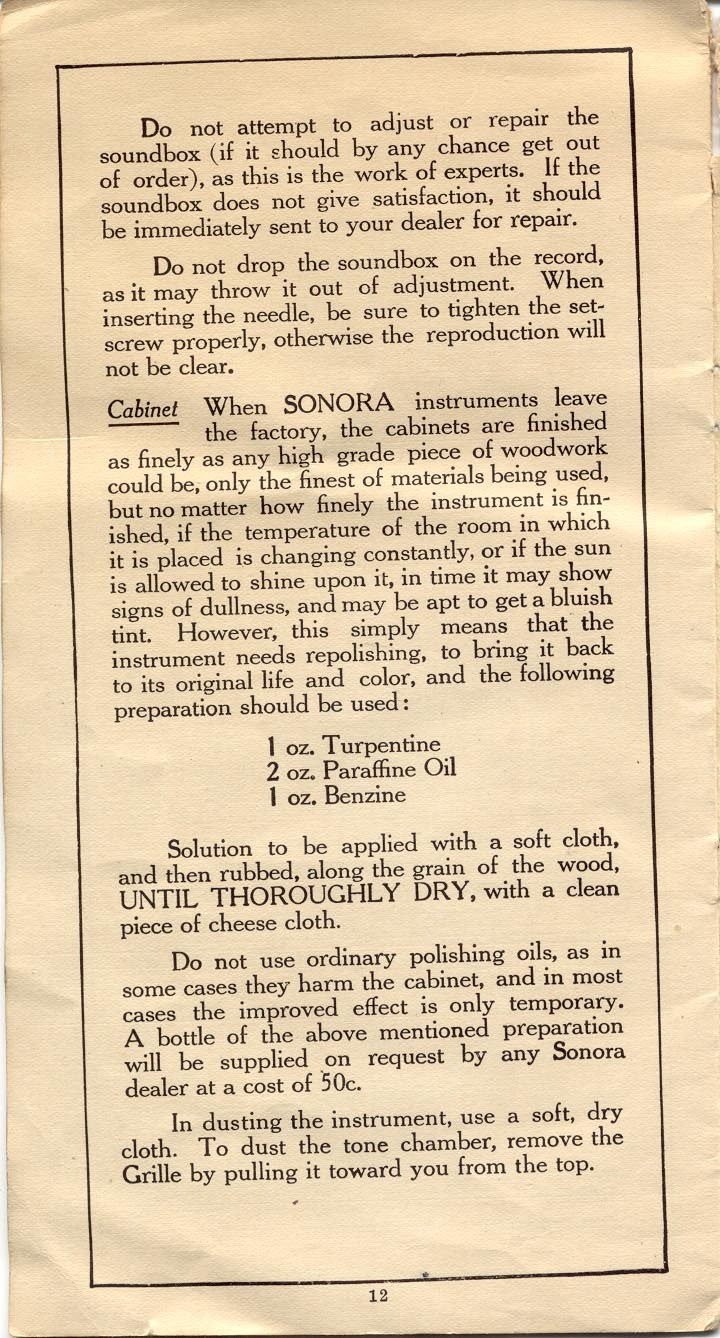 Do not attempt to adjust or repair the
soundbox (if it should by any chance get out
of order), as this is the work of experts. If the
soundbox does not give satisfaction, it should
be immediately sent to your dealer for repair.
Do not drop the soundbox on the record,
as it may throw it out of adjustment. When
inserting the needle, be sure to tighten the set-
screw properly, otherwise the reproduction will
not be clear.
Cabinet When SONORA instruments leave
the factory, the cabinets are finished
as finely as any high grade piece of woodwork
could be, only the finest of materials being used,
but no matter how finely the instrument is fin-
ished, if the temperature of the room in which
it is placed is changing constantly, or if the sun
is allowed to shine upon it, in time it may show
signs of dullness, and may be apt to get a bluish
tint. However, this simply means that the
instrument needs repolishing, to bring it back
to its original life and color, and the following
preparation should be used:
1 oz. Turpentine
2 oz. Paraffine Oil
1 oz. Benzine
Solution to be applied with a soft cloth,
and then rubbed, along the grain of the wood,
UNTIL THOROUGHLY DRY, with a clean
piece of cheese cloth.
Do not use ordinary polishing oils, as in
some cases they harm the cabinet, and in most
cases the improved effect is only temporary.
A bottle of the above mentioned preparation
will be supplied on request by any Sonora
dealer at a cost of 50c.
In dusting the instrument, use a soft, dry
cloth. To dust the tone chamber, remove the
Grille by pulling it toward you from the top.
12